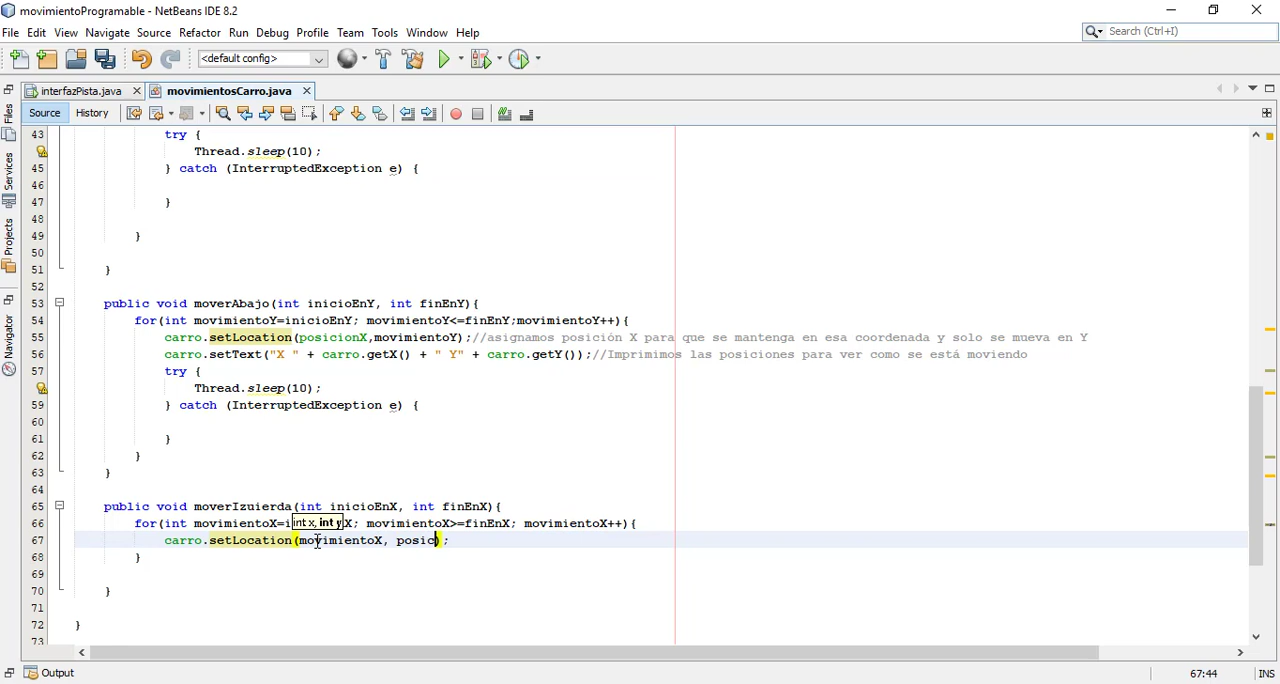 movimientoProgramable - NetBeans IDE 8.2
File Edit View Navigate Source Refactor Run Debug Profile Team Tools Window Help
Search (Ctrl+I)
<default config>
interfazPista.java movimientosCarro.java
Source History
Files
Services
Projects
Navigator
43 try {
Thread.sleep(10);
45 } catch (InterruptedException e) {
46
47 }
48
49 }
50
51 }
52
53 public void moverAbajo(int inicioEnY, int finEnY){
54 for(int movimientoY=inicioEnY; movimientoY<=finEnY;movimientoY++){
55 carro.setLocation(posicionX,movimientoY);//asignamos posición X para que se mantenga en esa coordenada y solo se mueva en Y
56 carro.setText("X " + carro.getX() + " Y" + carro.getY());//Imprimimos las posiciones para ver como se está moviendo
57 try {
Thread.sleep(10);
59 } catch (InterruptedException e) {
60
61 }
62 }
63 }
64
65 public void moverIzuierda(int inicioEnX, int finEnX){
66 for(int movimientoX=i X; movimientoX>=finEnX; movimientoX++){
int x, int y
67 carro.setLocation(movimientoX, posic);
68 }
69
70 }
71
72 }
73
Output
67:44 INS